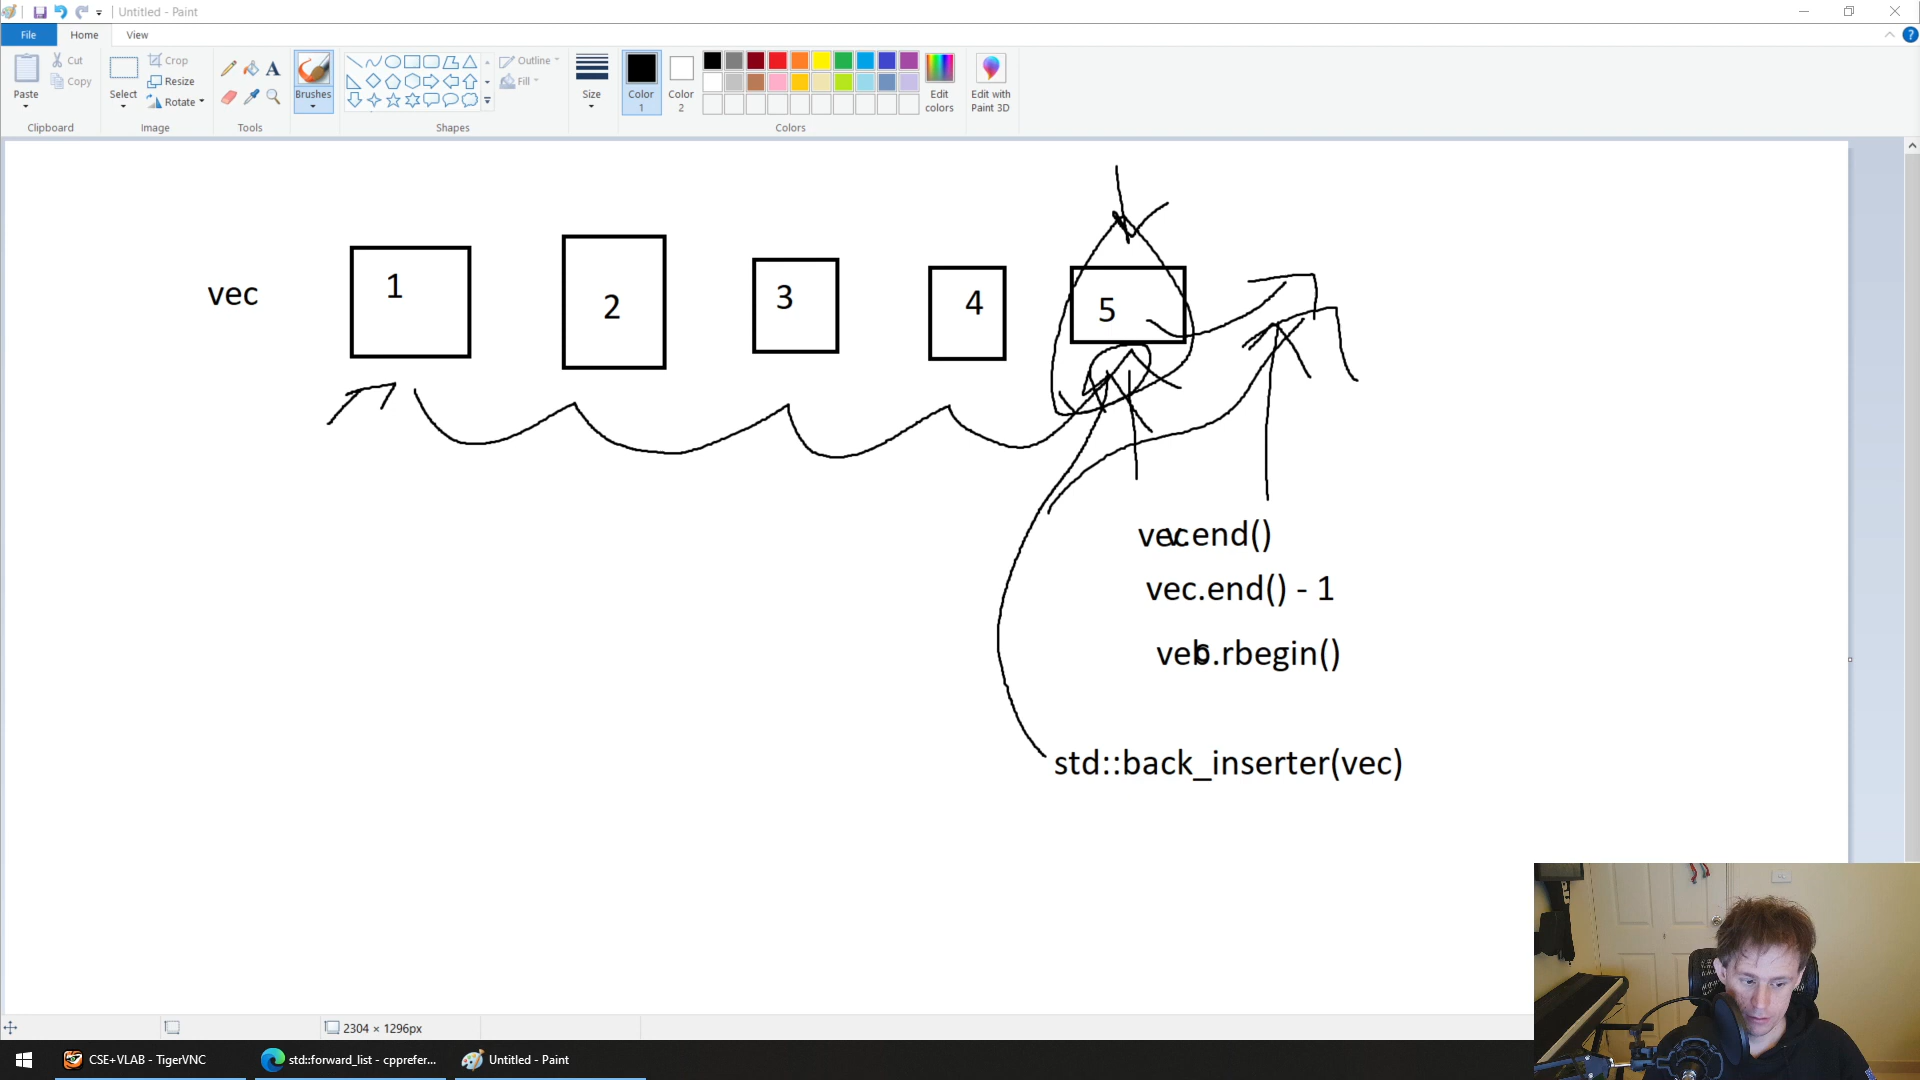 Untitled - Paint
File Home View
Paste
Cut
Copy
Clipboard
Select
Crop
Resize
Rotate
Image
Tools
Brushes
Shapes
Outline
Fill
Size
Color 1
Color 2
Colors
Edit colors
Edit with Paint 3D
vec
1
2
3
4
5
vec.end()
vec.end() - 1
.rbegin()
std::back_inserter(vec)
2304 × 1296px
CSE+VLAB - TigerVNC
std::forward_list - cpprefer...
Untitled - Paint